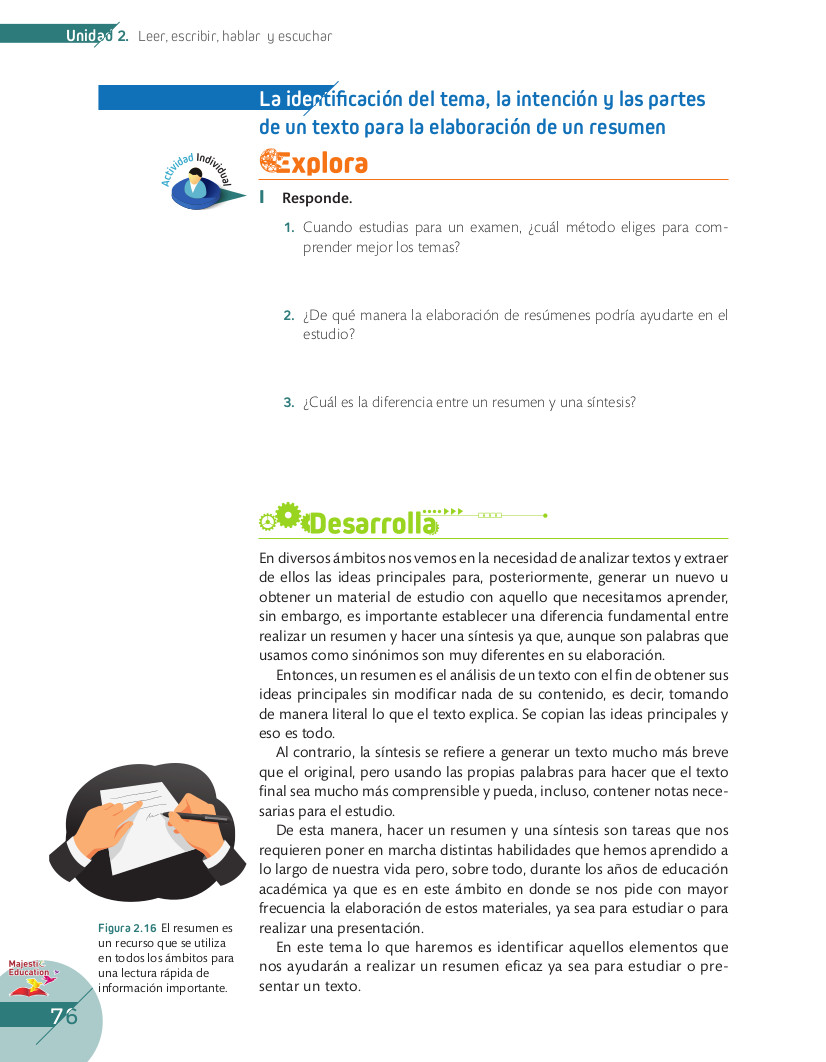 Unidad 2. Leer, escribir, hablar y escuchar
La identificación del tema, la intención y las partes
de un texto para la elaboración de un resumen
Explora
Actividad Individual
I Responde.
1. Cuando estudias para un examen, ¿cuál método eliges para com-
prender mejor los temas?
2. ¿De qué manera la elaboración de resúmenes podría ayudarte en el
estudio?
3. ¿Cuál es la diferencia entre un resumen y una síntesis?
Desarrolla
En diversos ámbitos nos vemos en la necesidad de analizar textos y extraer
de ellos las ideas principales para, posteriormente, generar un nuevo u
obtener un material de estudio con aquello que necesitamos aprender,
sin embargo, es importante establecer una diferencia fundamental entre
realizar un resumen y hacer una síntesis ya que, aunque son palabras que
usamos como sinónimos son muy diferentes en su elaboración.
Entonces, un resumen es el análisis de un texto con el fin de obtener sus
ideas principales sin modificar nada de su contenido, es decir, tomando
de manera literal lo que el texto explica. Se copian las ideas principales y
eso es todo.
Al contrario, la síntesis se refiere a generar un texto mucho más breve
que el original, pero usando las propias palabras para hacer que el texto
final sea mucho más comprensible y pueda, incluso, contener notas nece-
sarias para el estudio.
De esta manera, hacer un resumen y una síntesis son tareas que nos
requieren poner en marcha distintas habilidades que hemos aprendido a
lo largo de nuestra vida pero, sobre todo, durante los años de educación
académica ya que es en este ámbito en donde se nos pide con mayor
frecuencia la elaboración de estos materiales, ya sea para estudiar o para
realizar una presentación.
En este tema lo que haremos es identificar aquellos elementos que
nos ayudarán a realizar un resumen eficaz ya sea para estudiar o pre-
sentar un texto.
Figura 2.16 El resumen es
un recurso que se utiliza
en todos los ámbitos para
una lectura rápida de
información importante.
Majestic
Education
76